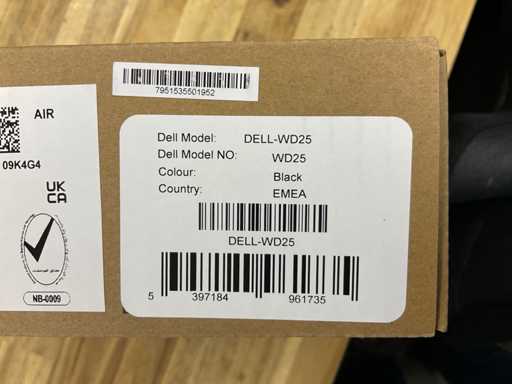 7951535501952
AIR
09K4G4
UK
CA
NB-0009
Dell Model: DELL-WD25
Dell Model NO: WD25
Colour: Black
Country: EMEA
DELL-WD25
5 397184 961735